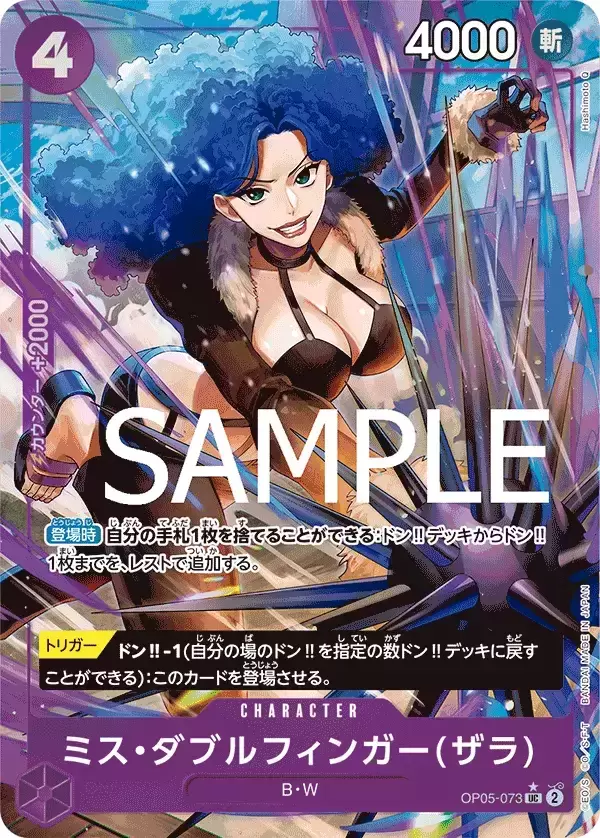 4
4000 斬
Hashimoto Q
カウンター +2000
SAMPLE
登場時 自分の手札1枚を捨てることができる:ドン!!デッキからドン!!
1枚までを、レストで追加する。
トリガー ドン!!-1(自分の場のドン!!を指定の数ドン!!デッキに戻す
ことができる):このカードを登場させる。
CHARACTER
ミス・ダブルフィンガー(ザラ)
B・W
OP05-073 UC 2
©E.O/S. ©E.O./S.F.T BANDAI MADE IN JAPAN